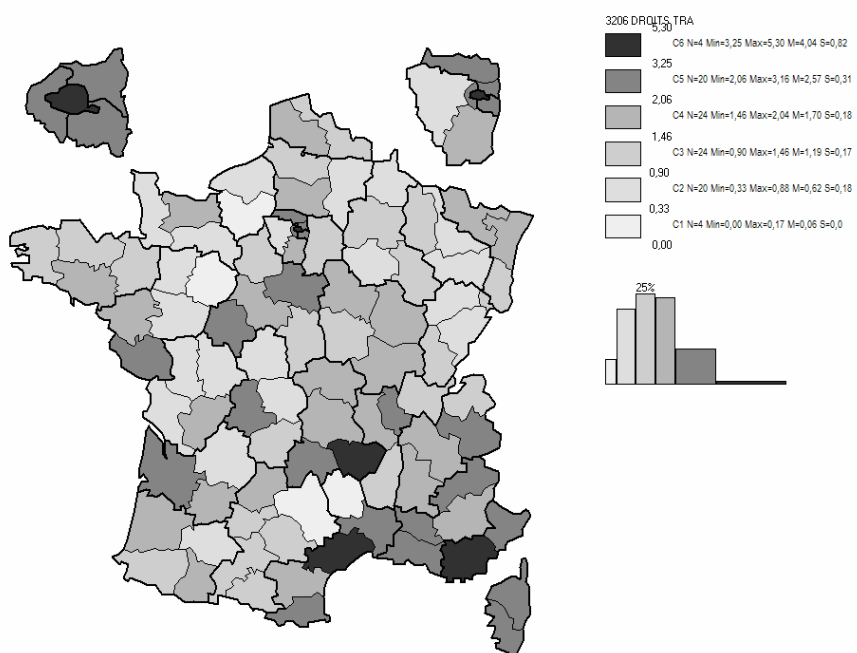 3206 DROITS TRA
5,30
C6 N=4 Min=3,25 Max=5,30 M=4,04 S=0,82
3,25
C5 N=20 Min=2,06 Max=3,16 M=2,57 S=0,31
2,06
C4 N=24 Min=1,46 Max=2,04 M=1,70 S=0,18
1,46
C3 N=24 Min=0,90 Max=1,46 M=1,19 S=0,17
0,90
C2 N=20 Min=0,33 Max=0,88 M=0,62 S=0,18
0,33
C1 N=4 Min=0,00 Max=0,17 M=0,06 S=0,0
0,00
25%